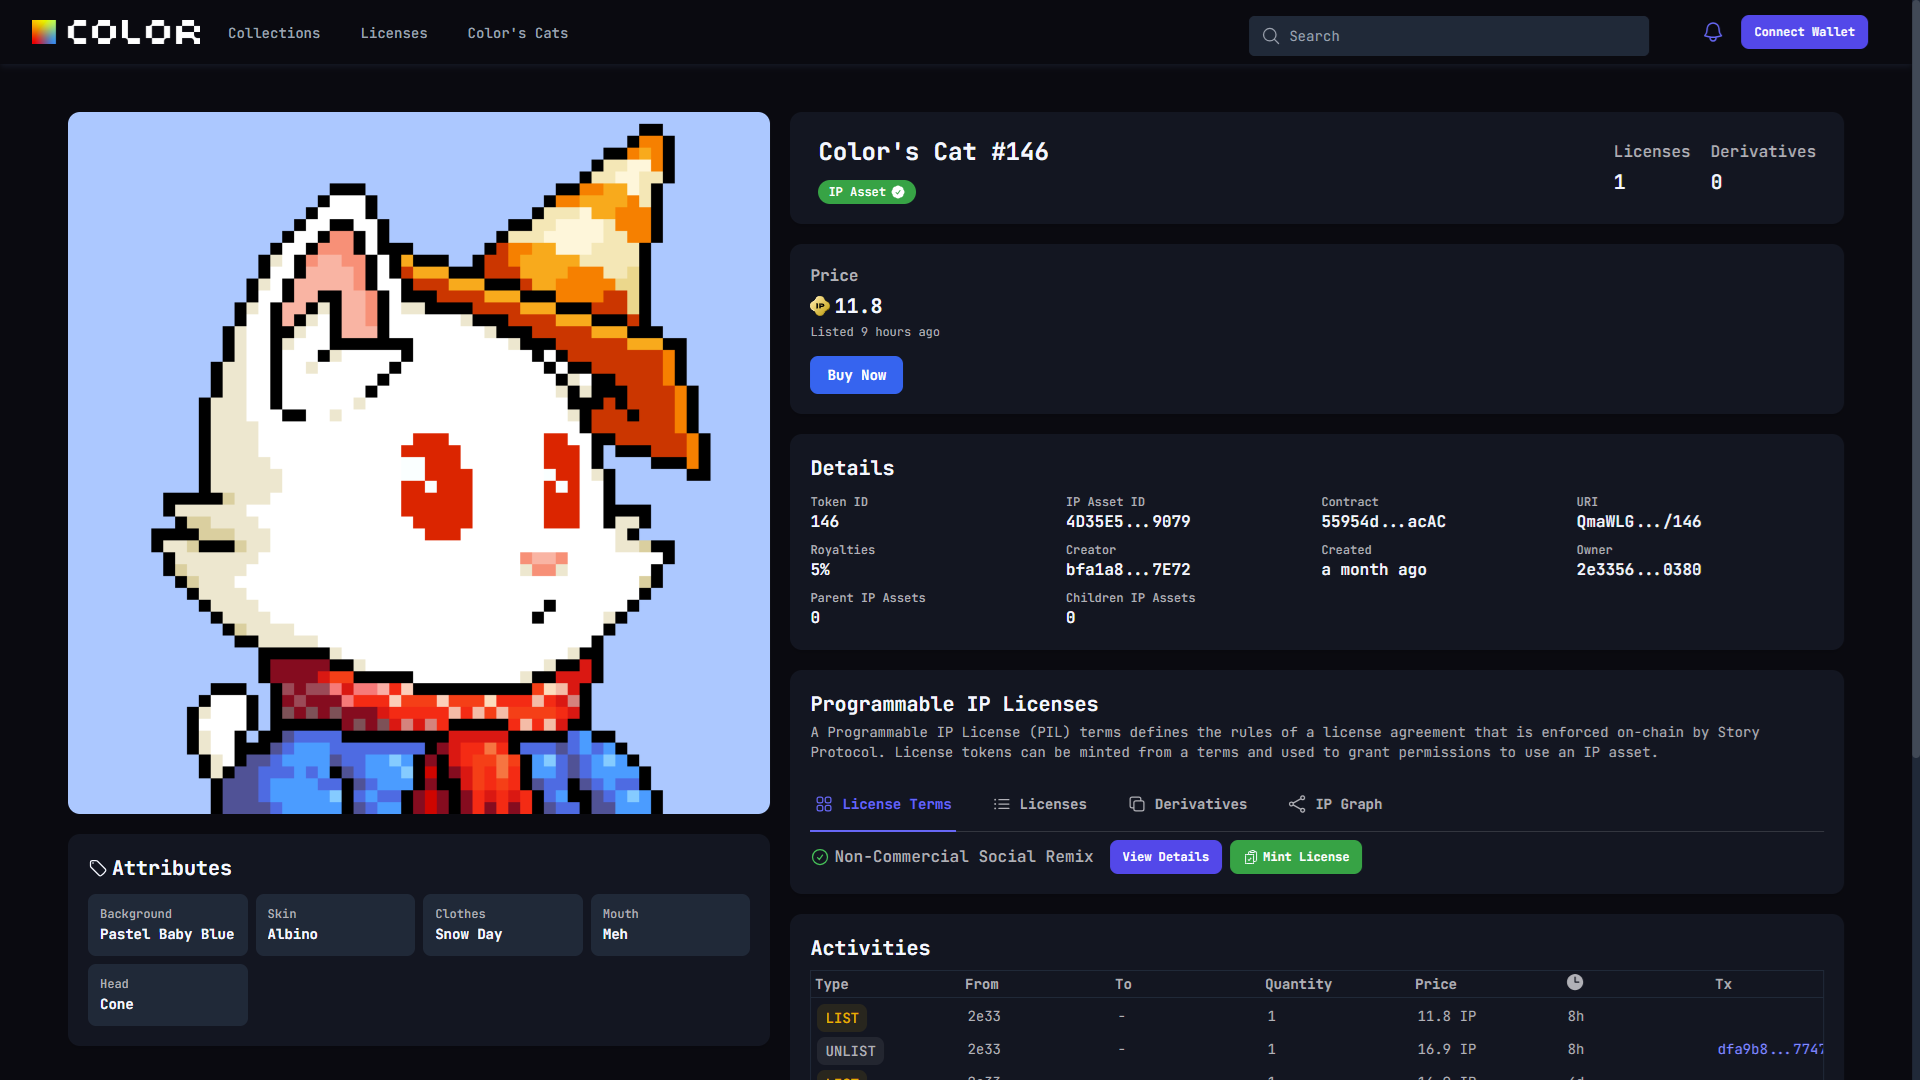 COLOR
Collections
Licenses
Color's Cats
Search
Connect Wallet
Color's Cat #146
IP Asset
Licenses
1
Derivatives
0
Price
IP 11.8
Listed 9 hours ago
Buy Now
Details
Token ID
146
IP Asset ID
4D35E5...9079
Contract
55954d...acAC
URI
QmaWLG.../146
Royalties
5%
Creator
bfa1a8...7E72
Created
a month ago
Owner
2e3356...0380
Parent IP Assets
0
Children IP Assets
0
Programmable IP Licenses
A Programmable IP License (PIL) terms defines the rules of a license agreement that is enforced on-chain by Story
Protocol. License tokens can be minted from a terms and used to grant permissions to use an IP asset.
License Terms
Licenses
Derivatives
IP Graph
Non-Commercial Social Remix
View Details
Mint License
Attributes
Background
Pastel Baby Blue
Skin
Albino
Clothes
Snow Day
Mouth
Meh
Head
Cone
Activities
Type From To Quantity Price Tx
LIST 2e33 - 1 11.8 IP 8h
UNLIST 2e33 - 1 16.9 IP 8h dfa9b8...7747